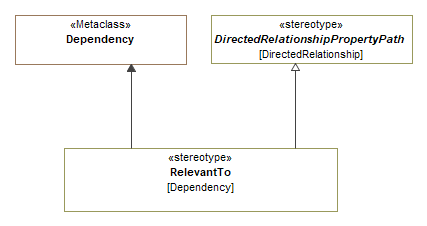 «Metaclass»
Dependency
«stereotype»
DirectedRelationshipPropertyPath
[DirectedRelationship]
«stereotype»
RelevantTo
[Dependency]